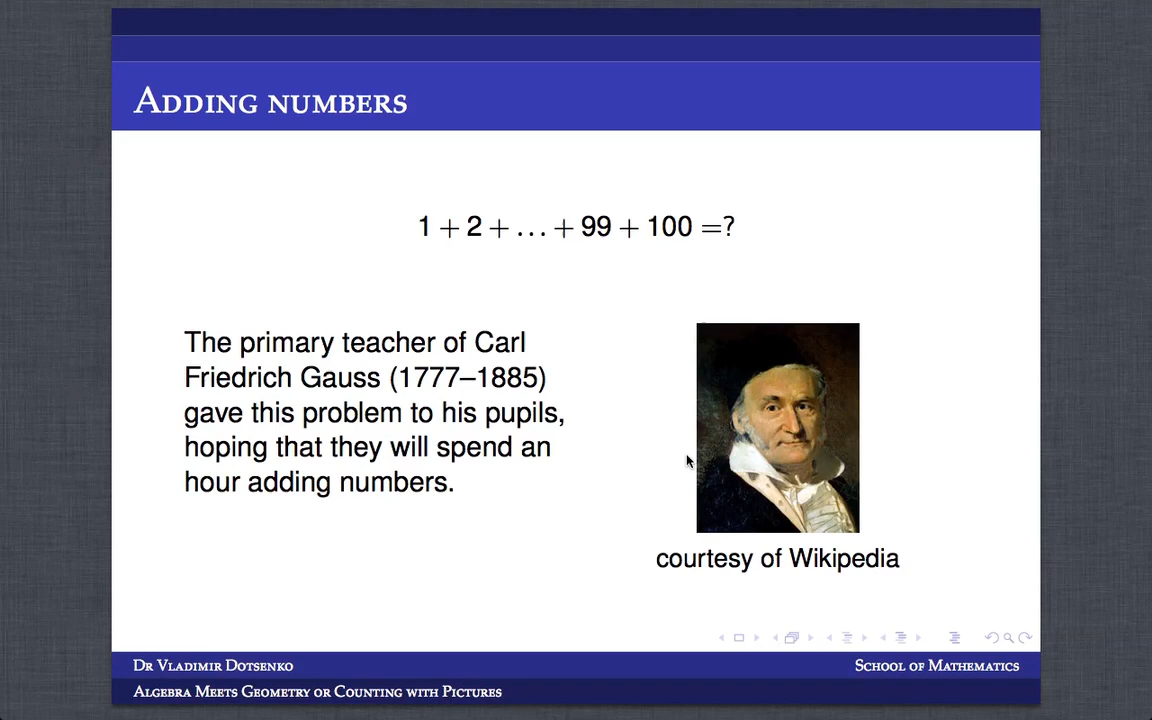 Adding numbers
1 + 2 + . . . + 99 + 100 =?
The primary teacher of Carl
Friedrich Gauss (1777–1885)
gave this problem to his pupils,
hoping that they will spend an
hour adding numbers.
courtesy of Wikipedia
Dr Vladimir Dotsenko
School of Mathematics
Algebra Meets Geometry or Counting with Pictures